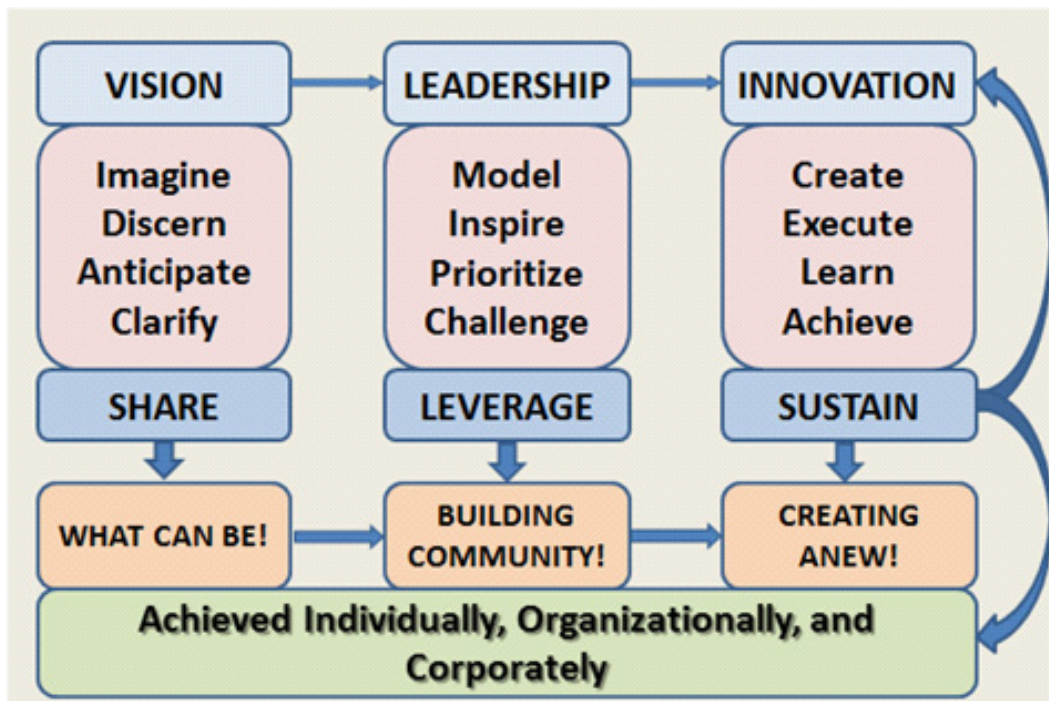 VISION
LEADERSHIP
INNOVATION
Imagine
Discern
Anticipate
Clarify
Model
Inspire
Prioritize
Challenge
Create
Execute
Learn
Achieve
SHARE
LEVERAGE
SUSTAIN
WHAT CAN BE!
BUILDING
COMMUNITY!
CREATING
ANEW!
Achieved Individually, Organizationally, and
Corporately